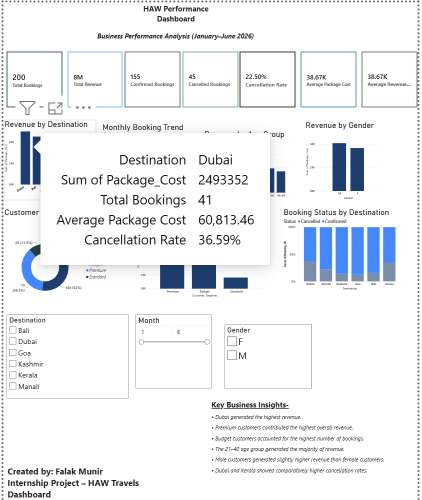 HAW Performance
Dashboard
Business Performance Analysis (January–June 2026)
200
Total Bookings
8M
Total Revenue
155
Confirmed Bookings
45
Cancelled Bookings
22.50%
Cancellation Rate
38.67K
Average Package Cost
38.67K
Average Revenue...
Revenue by Destination
Monthly Booking Trend
Group
Revenue by Gender
Destination Dubai
Sum of Package_Cost 2493352
Total Bookings 41
Average Package Cost 60,813.46
Cancellation Rate 36.59%
Customer
Premium
Standard
Premium
Budget
Standard
Customer Segment
Booking Status by Destination
Status Cancelled Confirmed
Destination
Destination
Bali
Dubai
Goa
Kashmir
Kerala
Manali
Month
1 6
Gender
F
M
Key Business Insights-
• Dubai generated the highest revenue.
• Premium customers contributed the highest overall revenue.
• Budget customers accounted for the highest number of bookings.
• The 21–40 age group generated the majority of revenue.
• Male customers generated slightly higher revenue than female customers.
• Dubai and Kerala showed comparatively higher cancellation rates.
Created by: Falak Munir
Internship Project – HAW Travels
Dashboard